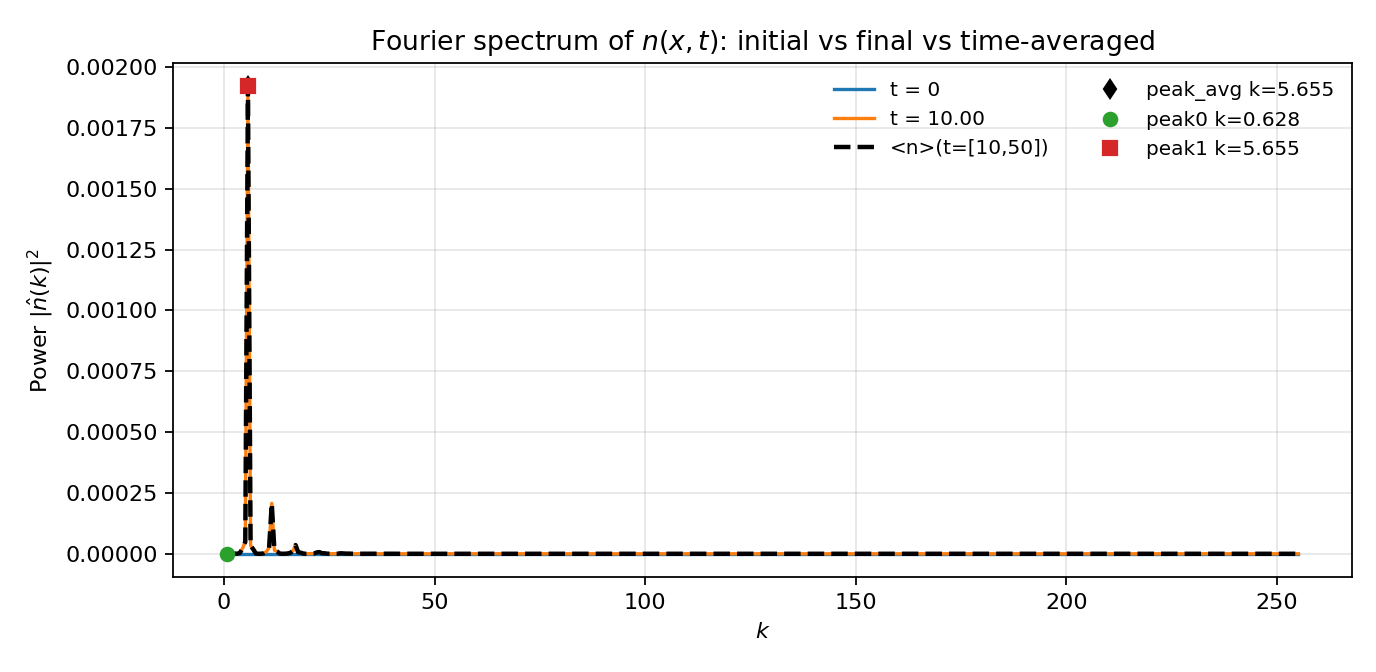 Fourier spectrum of n(x, t): initial vs final vs time-averaged
Power |n̂(k)|²
0.00200
0.00175
0.00150
0.00125
0.00100
0.00075
0.00050
0.00025
0.00000
t = 0
t = 10.00
<n>(t=[10,50])
peak_avg k=5.655
peak0 k=0.628
peak1 k=5.655
0 50 100 150 200 250
k